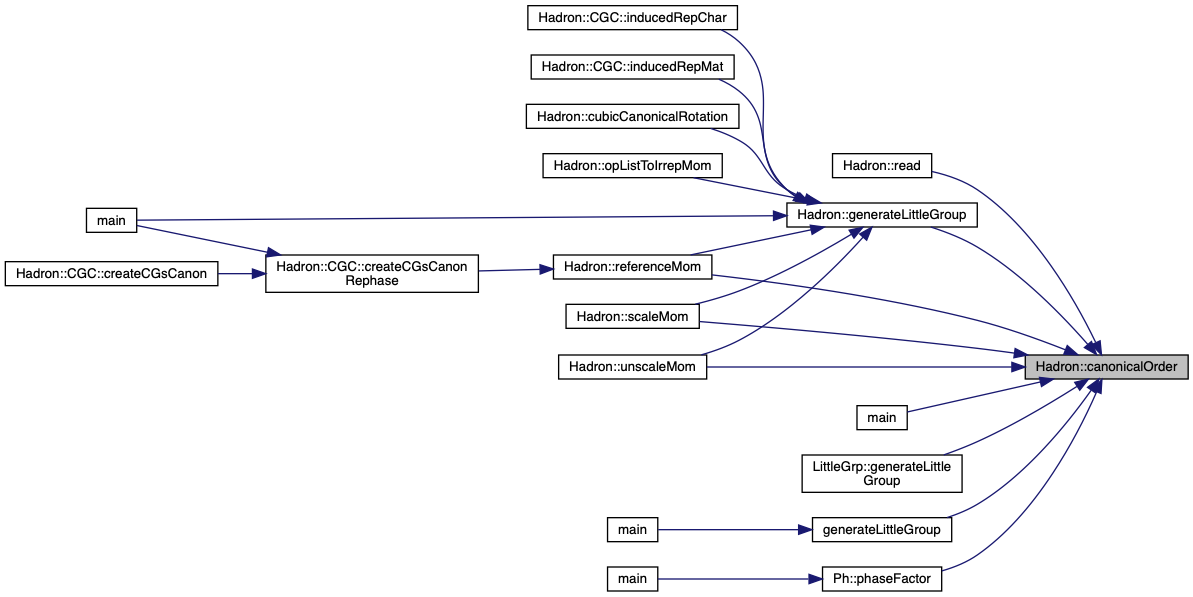 Hadron::CGC::inducedRepChar
Hadron::CGC::inducedRepMat
Hadron::cubicCanonicalRotation
Hadron::opListToIrrepMom
Hadron::read
Hadron::generateLittleGroup
main
Hadron::CGC::createCGsCanon
Hadron::CGC::createCGsCanon
Rephase
Hadron::referenceMom
Hadron::scaleMom
Hadron::unscaleMom
Hadron::canonicalOrder
main
LittleGrp::generateLittle
Group
main
generateLittleGroup
main
Ph::phaseFactor